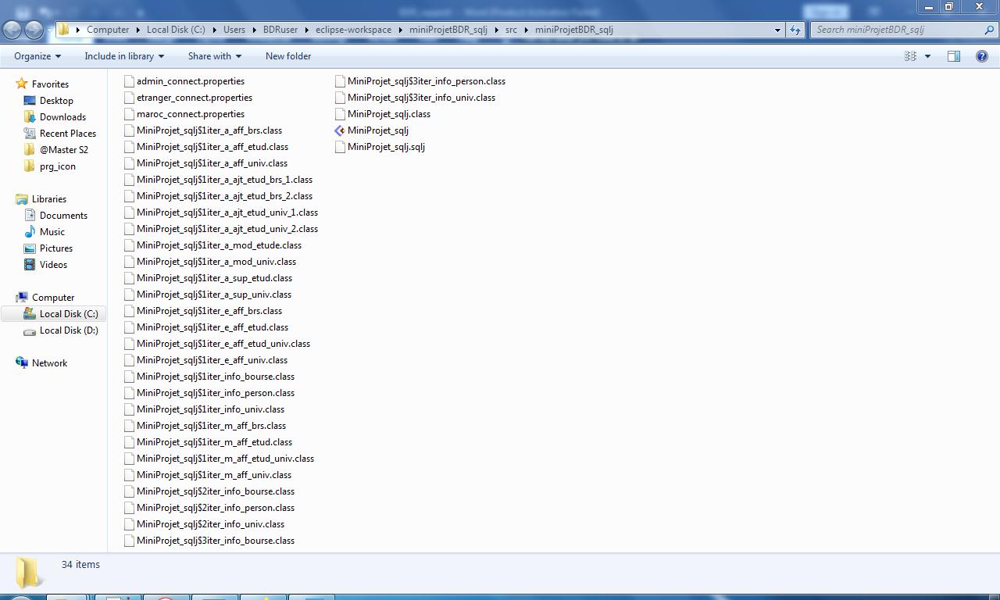 Computer Local Disk (C:) Users BDRuser eclipse-workspace miniProjetBDR_sqlj src miniProjetBDR_sqlj
Search miniProjetBDR_sqlj
Organize Include in library Share with New folder
Favorites
Desktop
Downloads
Recent Places
@Master S2
prg_icon
Libraries
Documents
Music
Pictures
Videos
Computer
Local Disk (C:)
Local Disk (D:)
Network
admin_connect.properties
etranger_connect.properties
maroc_connect.properties
MiniProjet_sqlj$1iter_a_aff_brs.class
MiniProjet_sqlj$1iter_a_aff_etud.class
MiniProjet_sqlj$1iter_a_aff_univ.class
MiniProjet_sqlj$1iter_a_ajt_etud_brs_1.class
MiniProjet_sqlj$1iter_a_ajt_etud_brs_2.class
MiniProjet_sqlj$1iter_a_ajt_etud_univ_1.class
MiniProjet_sqlj$1iter_a_ajt_etud_univ_2.class
MiniProjet_sqlj$1iter_a_mod_etude.class
MiniProjet_sqlj$1iter_a_mod_univ.class
MiniProjet_sqlj$1iter_a_sup_etud.class
MiniProjet_sqlj$1iter_a_sup_univ.class
MiniProjet_sqlj$1iter_e_aff_brs.class
MiniProjet_sqlj$1iter_e_aff_etud.class
MiniProjet_sqlj$1iter_e_aff_etud_univ.class
MiniProjet_sqlj$1iter_e_aff_univ.class
MiniProjet_sqlj$1iter_info_bourse.class
MiniProjet_sqlj$1iter_info_person.class
MiniProjet_sqlj$1iter_info_univ.class
MiniProjet_sqlj$1iter_m_aff_brs.class
MiniProjet_sqlj$1iter_m_aff_etud.class
MiniProjet_sqlj$1iter_m_aff_etud_univ.class
MiniProjet_sqlj$1iter_m_aff_univ.class
MiniProjet_sqlj$2iter_info_bourse.class
MiniProjet_sqlj$2iter_info_person.class
MiniProjet_sqlj$2iter_info_univ.class
MiniProjet_sqlj$3iter_info_bourse.class
MiniProjet_sqlj$3iter_info_person.class
MiniProjet_sqlj$3iter_info_univ.class
MiniProjet_sqlj.class
MiniProjet_sqlj
MiniProjet_sqlj.sqlj
34 items